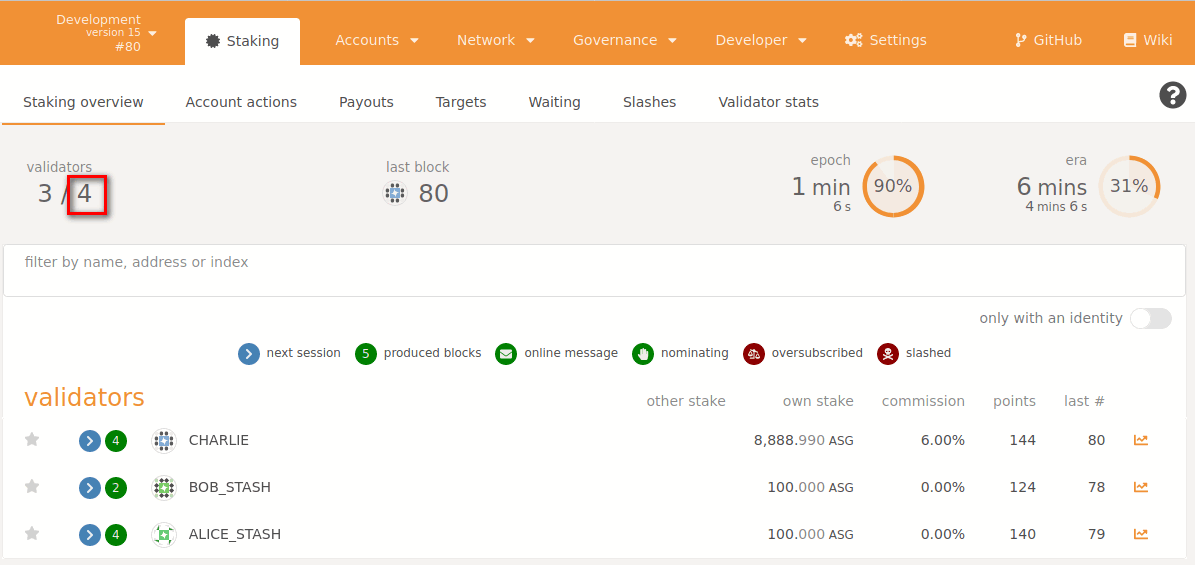 Development
version 15
#80
Staking
Accounts
Network
Governance
Developer
Settings
GitHub
Wiki
Staking overview
Account actions
Payouts
Targets
Waiting
Slashes
Validator stats
?
validators
3 / 4
last block
80
epoch
1 min
6 s
90%
era
6 mins
4 mins 6 s
31%
filter by name, address or index
only with an identity
next session
5 produced blocks
online message
nominating
oversubscribed
slashed
validators other stake own stake commission points last #
4 CHARLIE 8,888.990 ASG 6.00% 144 80
2 BOB_STASH 100.000 ASG 0.00% 124 78
4 ALICE_STASH 100.000 ASG 0.00% 140 79